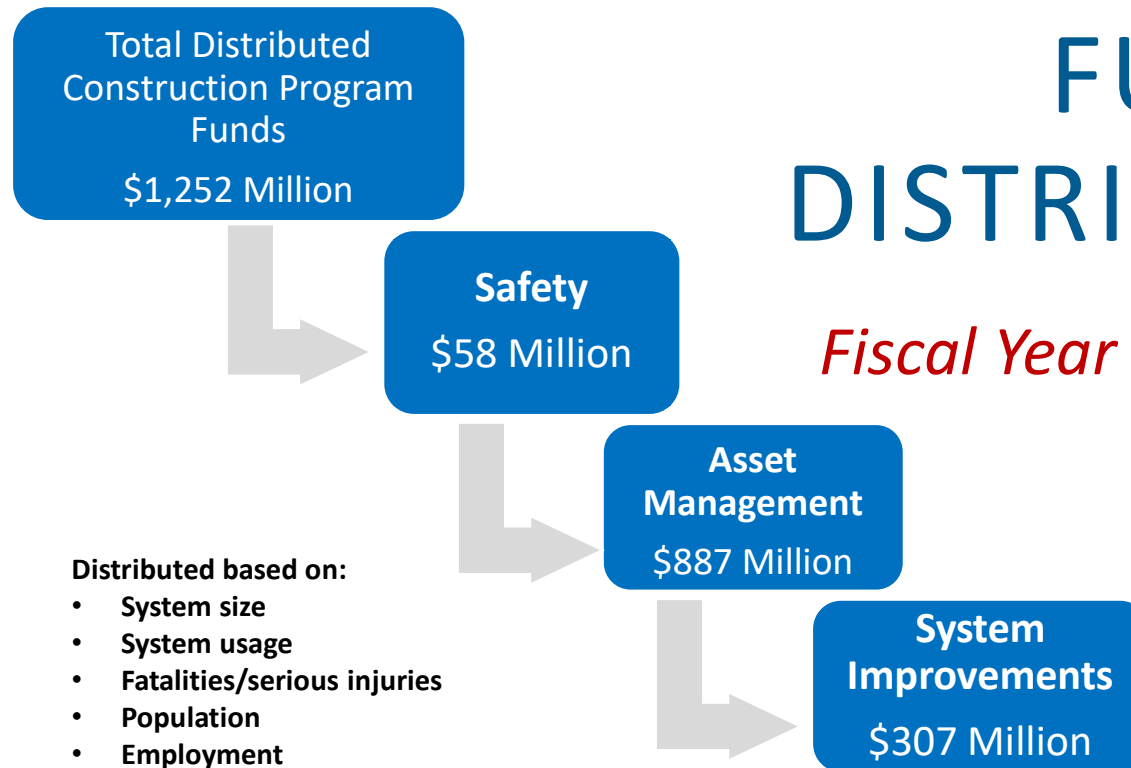 Total Distributed
Construction Program
Funds
$1,252 Million
FU
DISTRI
Fiscal Year
Safety
$58 Million
Asset
Management
$887 Million
System
Improvements
$307 Million
Distributed based on:
• System size
• System usage
• Fatalities/serious injuries
• Population
• Employment